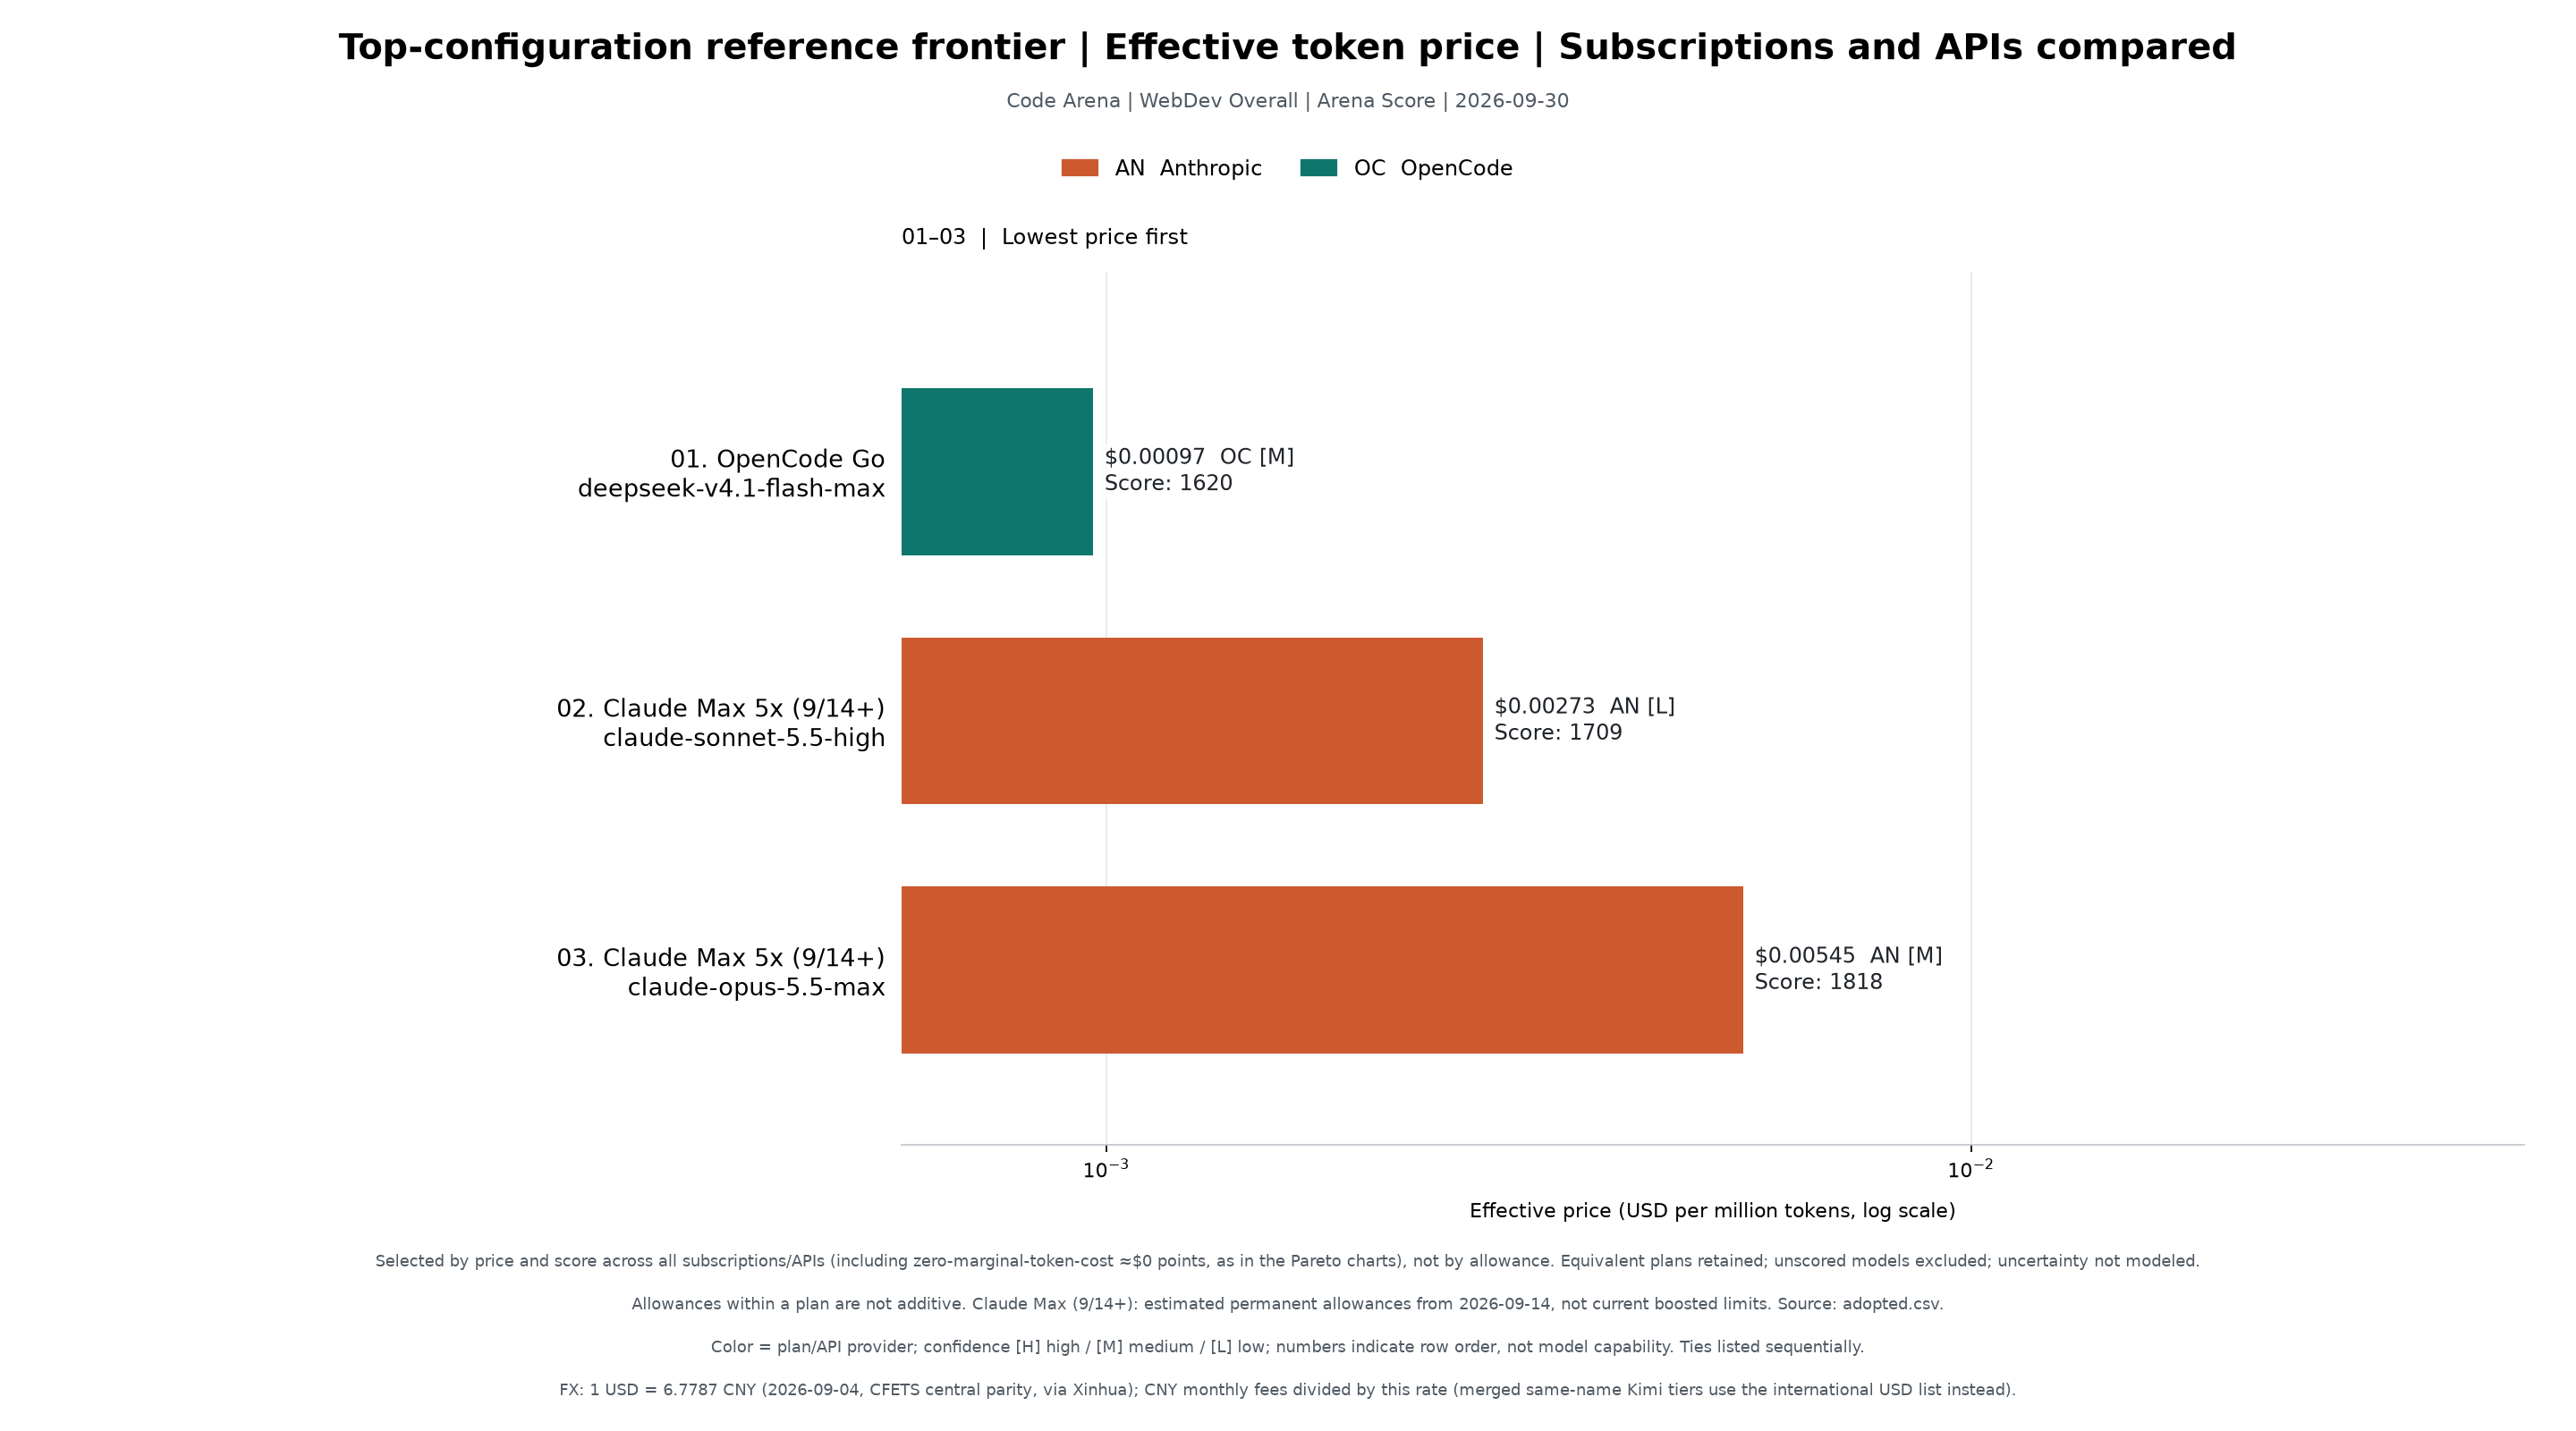 Top-configuration reference frontier | Effective token price | Subscriptions and APIs compared
Code Arena | WebDev Overall | Arena Score | 2026-09-30
AN Anthropic OC OpenCode
01–03 | Lowest price first
01. OpenCode Go
deepseek-v4.1-flash-max
$0.00097 OC [M]
Score: 1620
02. Claude Max 5x (9/14+)
claude-sonnet-5.5-high
$0.00273 AN [L]
Score: 1709
03. Claude Max 5x (9/14+)
claude-opus-5.5-max
$0.00545 AN [M]
Score: 1818
10⁻³ 10⁻²
Effective price (USD per million tokens, log scale)
Selected by price and score across all subscriptions/APIs (including zero-marginal-token-cost ≈$0 points, as in the Pareto charts), not by allowance. Equivalent plans retained; unscored models excluded; uncertainty not modeled.
Allowances within a plan are not additive. Claude Max (9/14+): estimated permanent allowances from 2026-09-14, not current boosted limits. Source: adopted.csv.
Color = plan/API provider; confidence [H] high / [M] medium / [L] low; numbers indicate row order, not model capability. Ties listed sequentially.
FX: 1 USD = 6.7787 CNY (2026-09-04, CFETS central parity, via Xinhua); CNY monthly fees divided by this rate (merged same-name Kimi tiers use the international USD list instead).